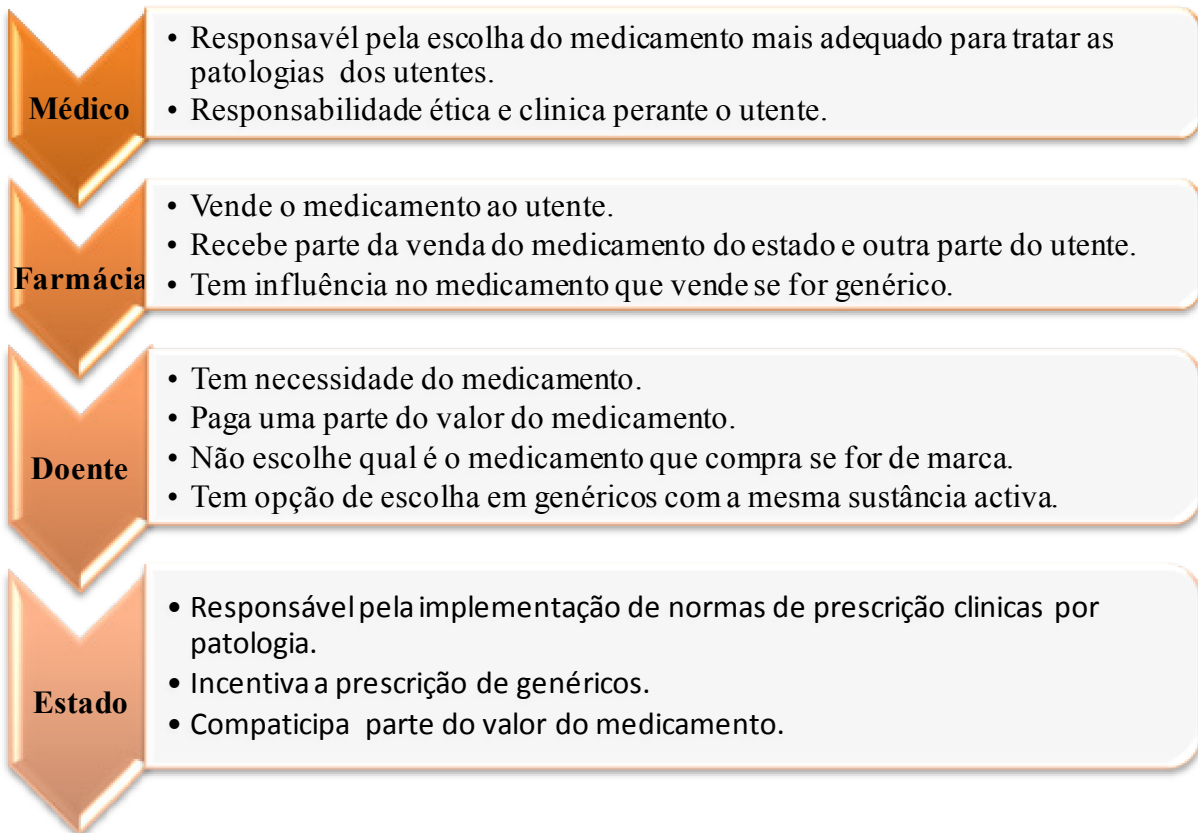 Médico
• Responsavél pela escolha do medicamento mais adequado para tratar as
patologias dos utentes.
• Responsabilidade ética e clinica perante o utente.
Farmácia
• Vende o medicamento ao utente.
• Recebe parte da venda do medicamento do estado e outra parte do utente.
• Tem influência no medicamento que vende se for genérico.
Doente
• Tem necessidade do medicamento.
• Paga uma parte do valor do medicamento.
• Não escolhe qual é o medicamento que compra se for de marca.
• Tem opção de escolha em genéricos com a mesma sustância activa.
Estado
• Responsável pela implementação de normas de prescrição clinicas por
patologia.
• Incentiva a prescrição de genéricos.
• Compaticipa parte do valor do medicamento.